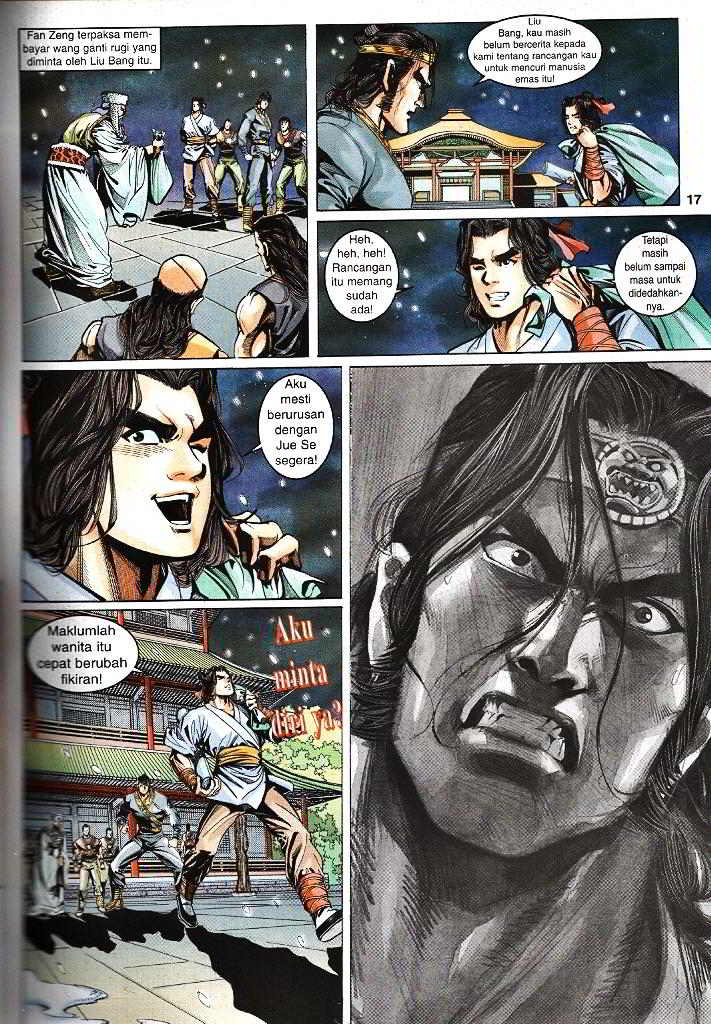 Fan Zeng terpaksa mem-
bayar wang ganti rugi yang
diminta oleh Liu Bang itu.
Liu
Bang, kau masih
belum bercerita kepada
kami tentang rancangan kau
untuk mencuri manusia
emas itu!
17
Heh,
heh, heh!
Rancangan
itu memang
sudah
ada!
Tetapi
masih
belum sampai
masa untuk
didedahkan-
nya.
Aku
mesti
berurusan
dengan
Jue Se
segera!
Maklumlah
wanita itu
cepat berubah
fikiran!
Aku
minta
diri ya?